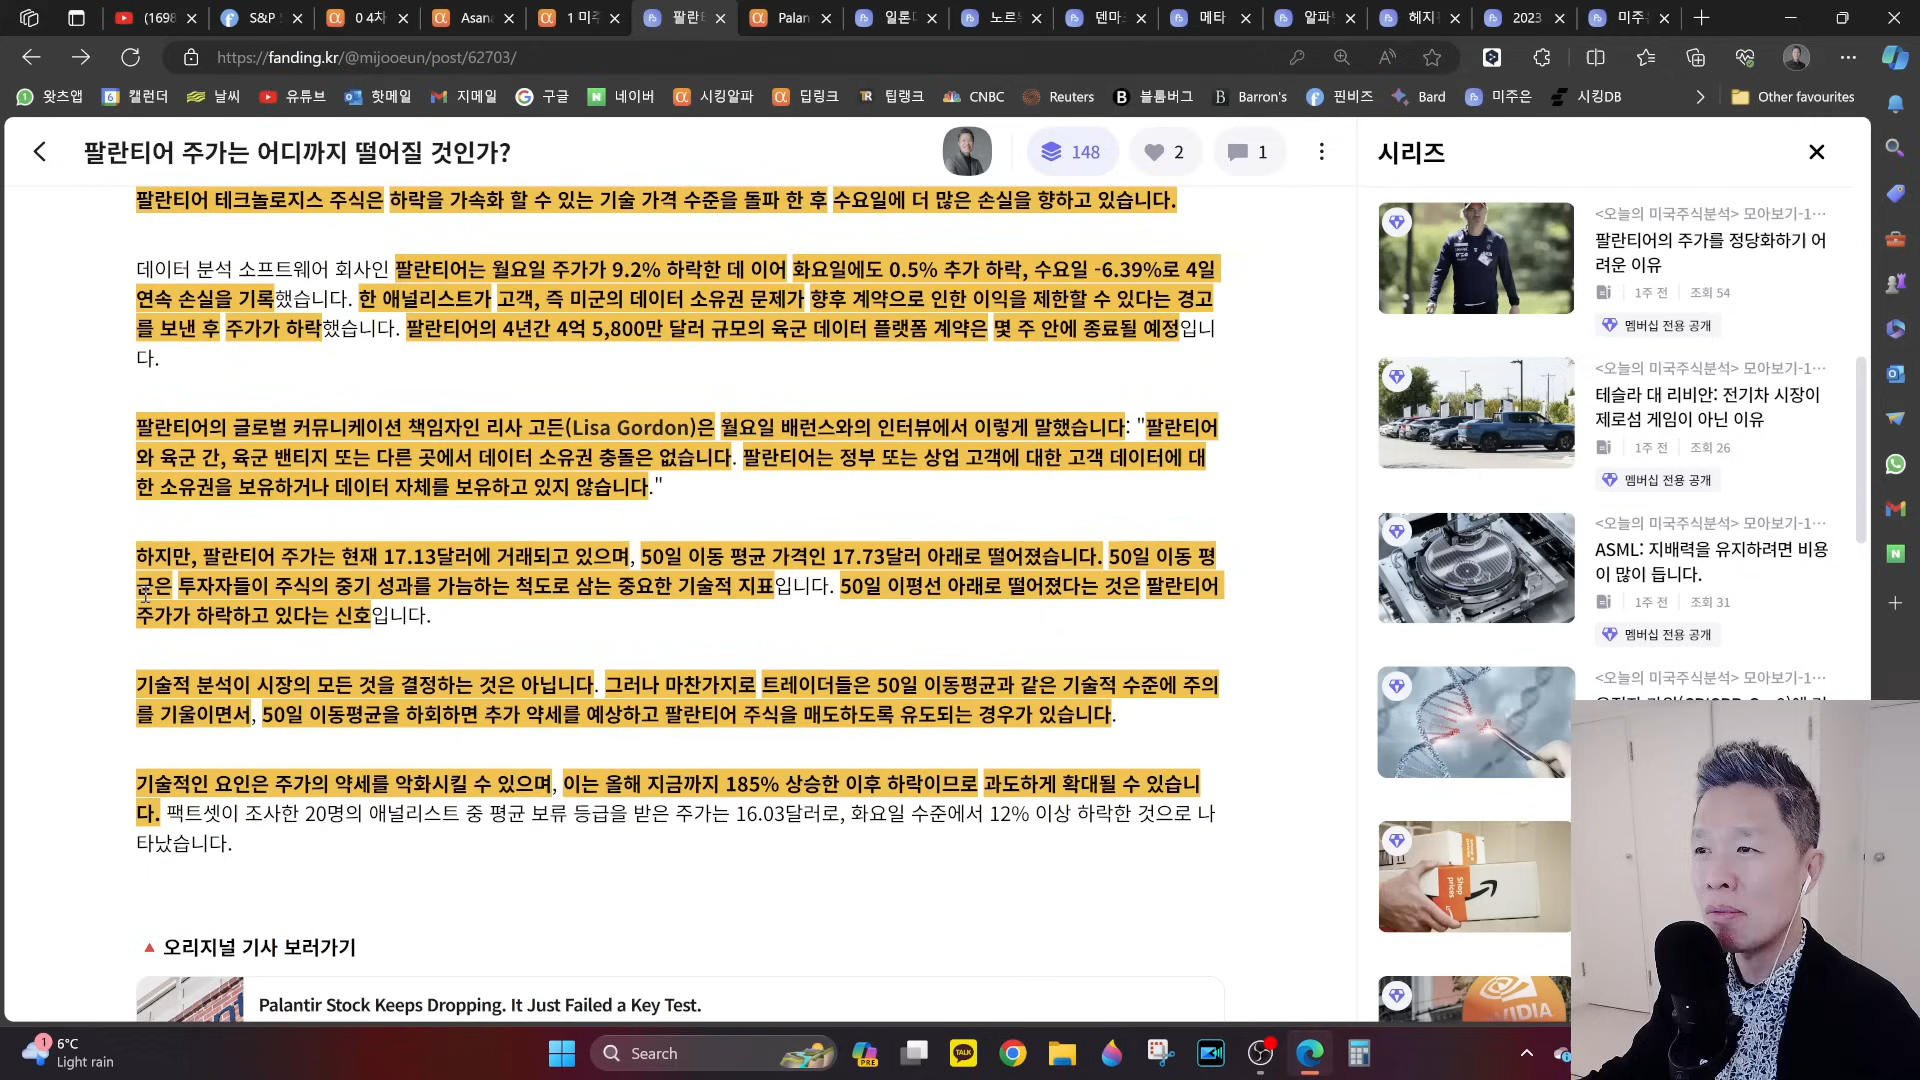 (1698
S&P
0 4차
Asana
1 미주
팔란티
Palan
일론
노르
덴마
메타
알파
헤지
2023
미주
https://fanding.kr/@mijooeun/post/62703/
왓츠앱
캘린더
날씨
유튜브
핫메일
지메일
구글
네이버
시킹알파
딥링크
팁랭크
CNBC
Reuters
블룸버그
Barron's
핀비즈
Bard
미주은
시킹DB
Other favourites
팔란티어 주가는 어디까지 떨어질 것인가?
148
2
1
시리즈
팔란티어 테크놀로지스 주식은 하락을 가속화 할 수 있는 기술 가격 수준을 돌파 한 후 수요일에 더 많은 손실을 향하고 있습니다.
데이터 분석 소프트웨어 회사인 팔란티어는 월요일 주가가 9.2% 하락한 데 이어 화요일에도 0.5% 추가 하락, 수요일 -6.39%로 4일
연속 손실을 기록했습니다. 한 애널리스트가 고객, 즉 미군의 데이터 소유권 문제가 향후 계약으로 인한 이익을 제한할 수 있다는 경고
를 보낸 후 주가가 하락했습니다. 팔란티어의 4년간 4억 5,800만 달러 규모의 육군 데이터 플랫폼 계약은 몇 주 안에 종료될 예정입니
다.
팔란티어의 글로벌 커뮤니케이션 책임자인 리사 고든(Lisa Gordon)은 월요일 배런스와의 인터뷰에서 이렇게 말했습니다: "팔란티어
와 육군 간, 육군 밴티지 또는 다른 곳에서 데이터 소유권 충돌은 없습니다. 팔란티어는 정부 또는 상업 고객에 대한 고객 데이터에 대
한 소유권을 보유하거나 데이터 자체를 보유하고 있지 않습니다."
하지만, 팔란티어 주가는 현재 17.13달러에 거래되고 있으며, 50일 이동 평균 가격인 17.73달러 아래로 떨어졌습니다. 50일 이동 평
균은 투자자들이 주식의 중기 성과를 가늠하는 척도로 삼는 중요한 기술적 지표입니다. 50일 이평선 아래로 떨어졌다는 것은 팔란티어
주가가 하락하고 있다는 신호입니다.
기술적 분석이 시장의 모든 것을 결정하는 것은 아닙니다. 그러나 마찬가지로 트레이더들은 50일 이동평균과 같은 기술적 수준에 주의
를 기울이면서, 50일 이동평균을 하회하면 추가 약세를 예상하고 팔란티어 주식을 매도하도록 유도되는 경우가 있습니다.
기술적인 요인은 주가의 약세를 악화시킬 수 있으며, 이는 올해 지금까지 185% 상승한 이후 하락이므로 과도하게 확대될 수 있습니
다. 팩트셋이 조사한 20명의 애널리스트 중 평균 보류 등급을 받은 주가는 16.03달러로, 화요일 수준에서 12% 이상 하락한 것으로 나
타났습니다.
🔺 오리지널 기사 보러가기
Palantir Stock Keeps Dropping. It Just Failed a Key Test.
<오늘의 미국주식분석> 모아보기-1…
팔란티어의 주가를 정당화하기 어
려운 이유
1주 전 조회 54
멤버십 전용 공개
<오늘의 미국주식분석> 모아보기-1…
테슬라 대 리비안: 전기차 시장이
제로섬 게임이 아닌 이유
1주 전 조회 26
멤버십 전용 공개
<오늘의 미국주식분석> 모아보기-1…
ASML: 지배력을 유지하려면 비용
이 많이 듭니다.
1주 전 조회 31
멤버십 전용 공개
<오늘의 미국주식분석> 모아보기-1…
Shop
prices
NVIDIA
1
6°C
Light rain
Search
PRE
TALK